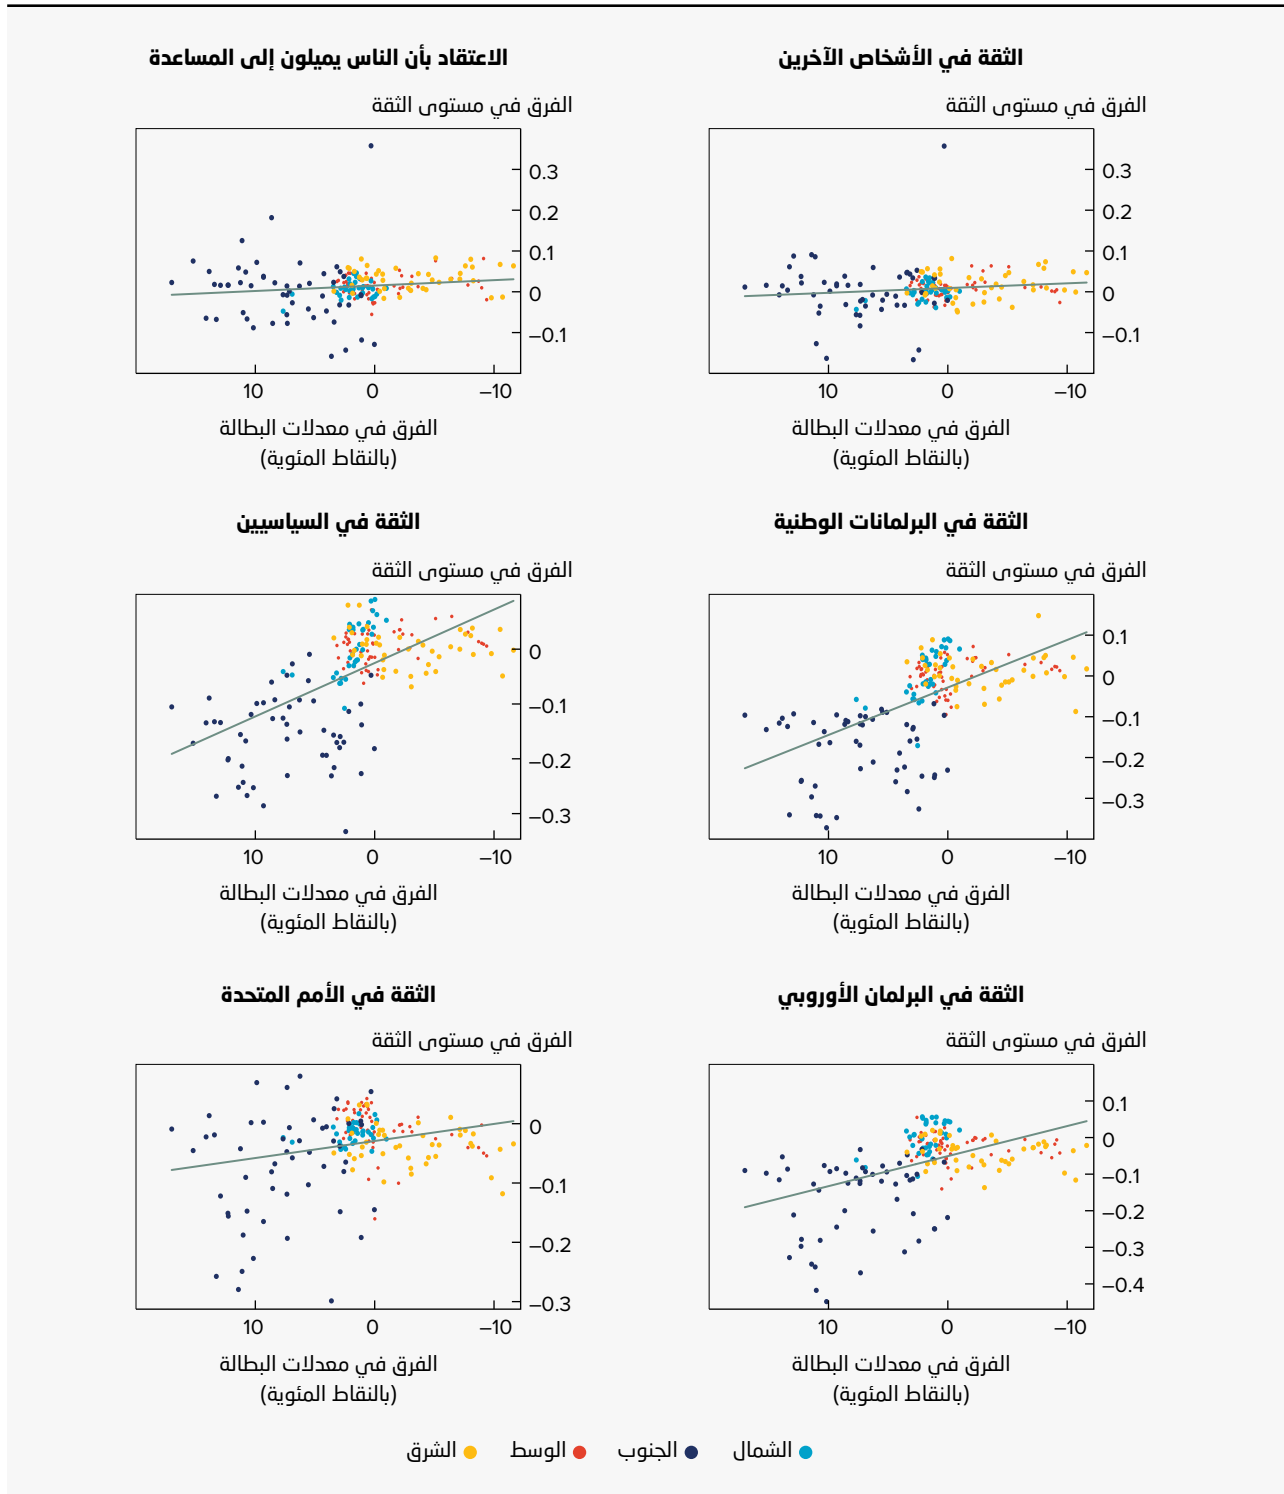 الثقة في الأشخاص الآخرين
الفرق في مستوى الثقة
0.3
0.2
0.1
0
–0.1
10 0 –10
الفرق في معدلات البطالة
(بالنقاط المئوية)
الاعتقاد بأن الناس يميلون إلى المساعدة
الفرق في مستوى الثقة
0.3
0.2
0.1
0
–0.1
10 0 –10
الفرق في معدلات البطالة
(بالنقاط المئوية)
الثقة في البرلمانات الوطنية
الفرق في مستوى الثقة
0.1
0
–0.1
–0.2
–0.3
10 0 –10
الفرق في معدلات البطالة
(بالنقاط المئوية)
الثقة في السياسيين
الفرق في مستوى الثقة
0
–0.1
–0.2
–0.3
10 0 –10
الفرق في معدلات البطالة
(بالنقاط المئوية)
الثقة في البرلمان الأوروبي
الفرق في مستوى الثقة
0.1
0
–0.1
–0.2
–0.3
–0.4
10 0 –10
الفرق في معدلات البطالة
(بالنقاط المئوية)
الثقة في الأمم المتحدة
الفرق في مستوى الثقة
0
–0.1
–0.2
–0.3
10 0 –10
الفرق في معدلات البطالة
(بالنقاط المئوية)
الشمال الجنوب الوسط الشرق